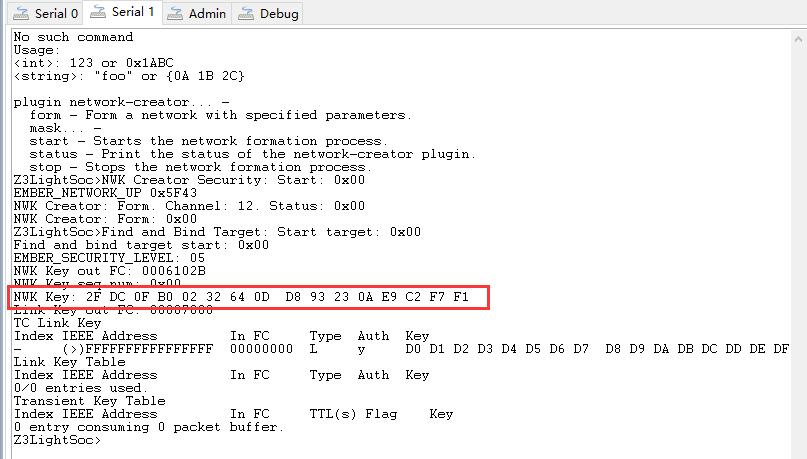 Serial 0 Serial 1 Admin Debug
No such command
Usage:
<int>: 123 or 0x1ABC
<string>: "foo" or {0A 1B 2C}
plugin network-creator... -
form - Form a network with specified parameters.
mask... -
start - Starts the network formation process.
status - Print the status of the network-creator plugin.
stop - Stops the network formation process.
Z3LightSoc>NWK Creator Security: Start: 0x00
EMBER_NETWORK_UP 0x5F43
NWK Creator: Form. Channel: 12. Status: 0x00
NWK Creator: Form: 0x00
Z3LightSoc>Find and Bind Target: Start target: 0x00
Find and bind target start: 0x00
EMBER_SECURITY_LEVEL: 05
NWK Key out FC: 0006102B
NWK Key seq num: 0x00
NWK Key: 2F DC 0F B0 02 32 64 0D D8 93 23 0A E9 C2 F7 F1
Link Key out FC: 00007000
TC Link Key
Index IEEE Address In FC Type Auth Key
- (>)FFFFFFFFFFFFFFFF 00000000 L y D0 D1 D2 D3 D4 D5 D6 D7 D8 D9 DA DB DC DD DE DF
Link Key Table
Index IEEE Address In FC Type Auth Key
0/0 entries used.
Transient Key Table
Index IEEE Address In FC TTL(s) Flag Key
0 entry consuming 0 packet buffer.
Z3LightSoc>